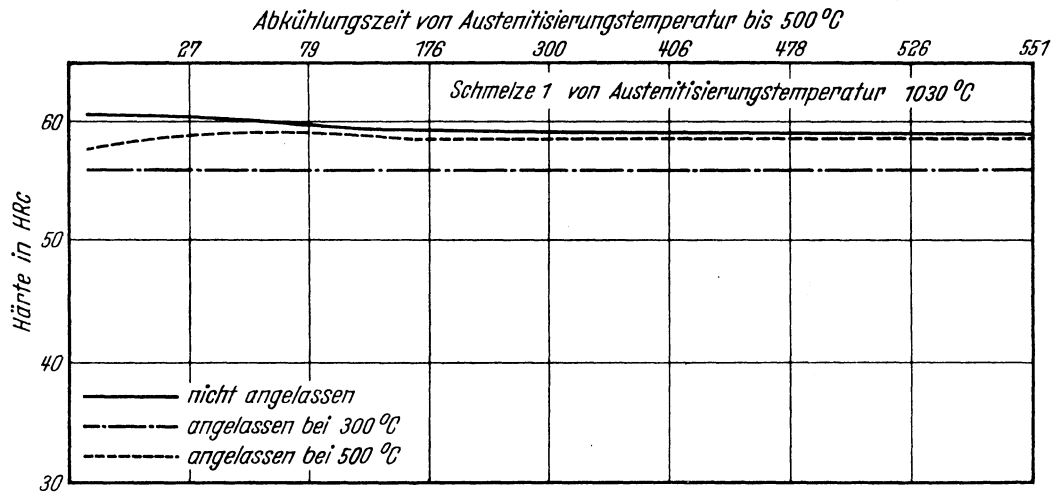 Abkühlungszeit von Austenitisierungstemperatur bis 500 °C
27 79 176 300 406 478 526 551
Schmelze 1 von Austenitisierungstemperatur 1030 °C
60
50
40
30
Härte in HRc
nicht angelassen
angelassen bei 300 °C
angelassen bei 500 °C